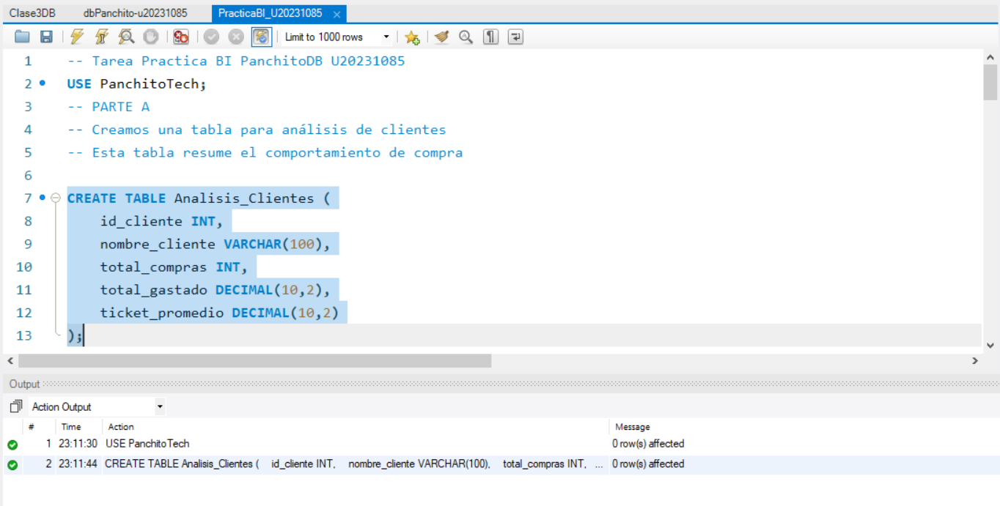 Clase3DB dbPanchito-u20231085 PracticaBI_U20231085 ×
Limit to 1000 rows
1 -- Tarea Practica BI PanchitoDB U20231085
2 USE PanchitoTech;
3 -- PARTE A
4 -- Creamos una tabla para análisis de clientes
5 -- Esta tabla resume el comportamiento de compra
6
7 CREATE TABLE Analisis_Clientes (
8 id_cliente INT,
9 nombre_cliente VARCHAR(100),
10 total_compras INT,
11 total_gastado DECIMAL(10,2),
12 ticket_promedio DECIMAL(10,2)
13 );
Output
Action Output
# Time Action Message
1 23:11:30 USE PanchitoTech 0 row(s) affected
2 23:11:44 CREATE TABLE Analisis_Clientes ( id_cliente INT, nombre_cliente VARCHAR(100), total_compras INT, ... 0 row(s) affected